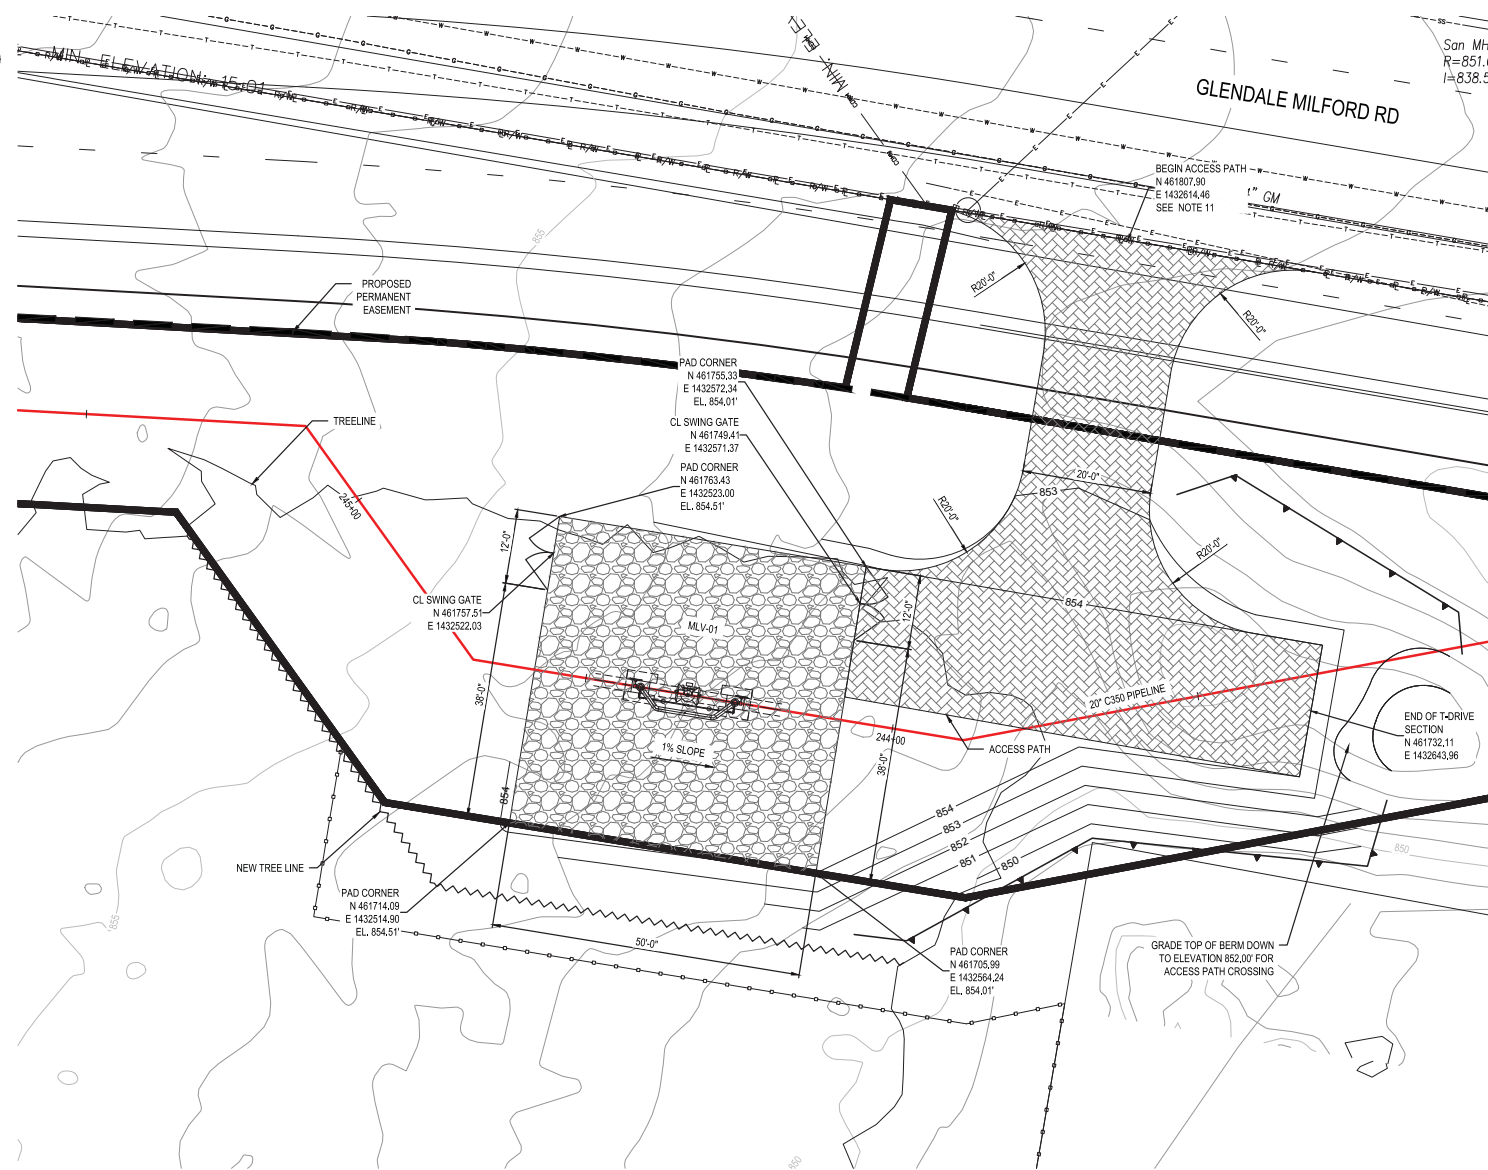 MIN. ELEVATION: 15.01
MIN.
San MH
GLENDALE MILFORD RD
BEGIN ACCESS PATH
N 461807.90
E 1432614.46
SEE NOTE 11
" GM
855
R20'-0"
R20'-0"
PROPOSED
PERMANENT
EASEMENT
PAD CORNER
N 461755.33
E 1432572.34
EL. 854.01'
TREELINE
CL SWING GATE
N 461749.41
E 1432571.37
PAD CORNER
N 461763.43
E 1432523.00
EL. 854.51'
245+00
20'-0"
853
R20'-0"
R20'-0"
12'-0"
CL SWING GATE
N 461757.51
E 1432522.03
854
12'-0"
MLV-01
38'-0"
20" C350 PIPELINE
1% SLOPE
244+00
ACCESS PATH
38'-0"
END OF T-DRIVE
SECTION
N 461732.11
E 1432643.96
854
854
853
852
851
850
850
NEW TREE LINE
PAD CORNER
N 461714.09
E 1432514.90
EL. 854.51'
855
50'-0"
PAD CORNER
N 461705.99
E 1432564.24
EL. 854.01'
GRADE TOP OF BERM DOWN
TO ELEVATION 852.00' FOR
ACCESS PATH CROSSING
850